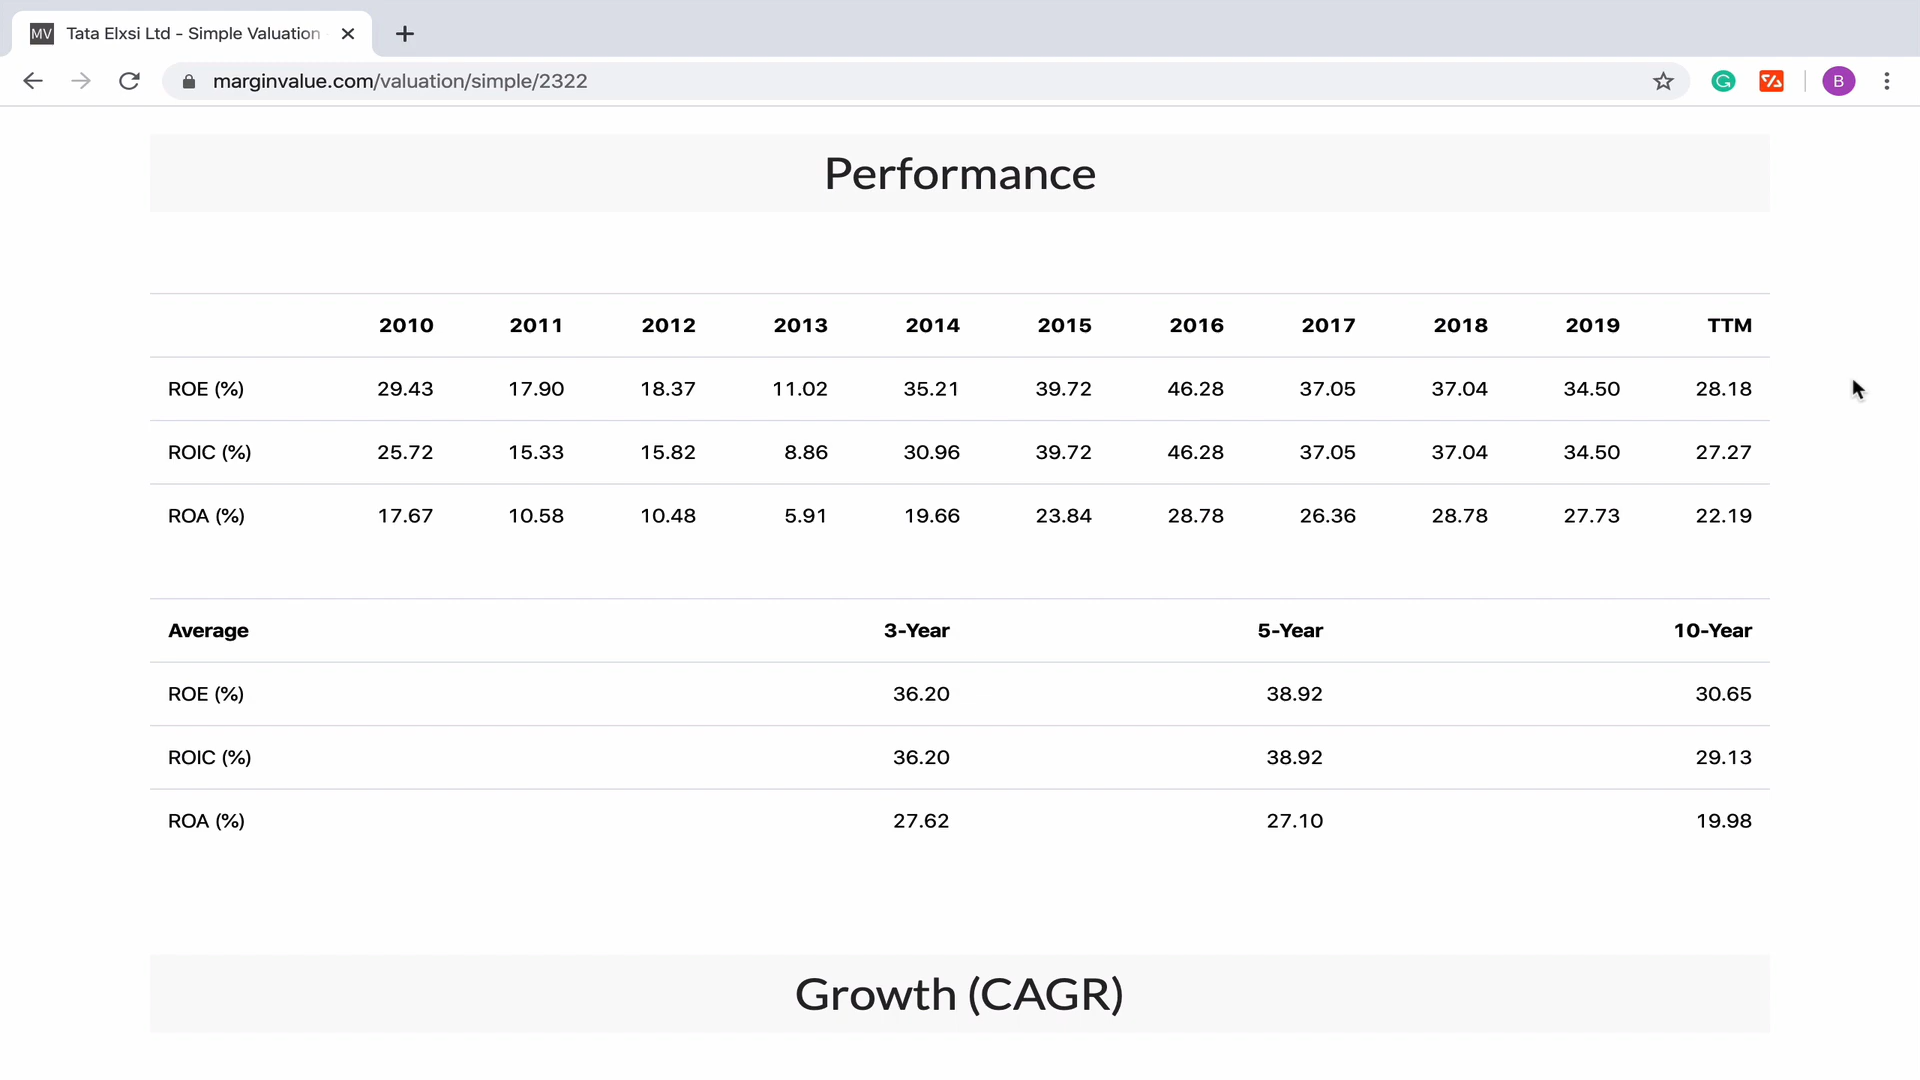 MV Tata Elxsi Ltd - Simple Valuation
marginvalue.com/valuation/simple/2322
B
Performance
2010 2011 2012 2013 2014 2015 2016 2017 2018 2019 TTM
ROE (%) 29.43 17.90 18.37 11.02 35.21 39.72 46.28 37.05 37.04 34.50 28.18
ROIC (%) 25.72 15.33 15.82 8.86 30.96 39.72 46.28 37.05 37.04 34.50 27.27
ROA (%) 17.67 10.58 10.48 5.91 19.66 23.84 28.78 26.36 28.78 27.73 22.19
Average 3-Year 5-Year 10-Year
ROE (%) 36.20 38.92 30.65
ROIC (%) 36.20 38.92 29.13
ROA (%) 27.62 27.10 19.98
Growth (CAGR)